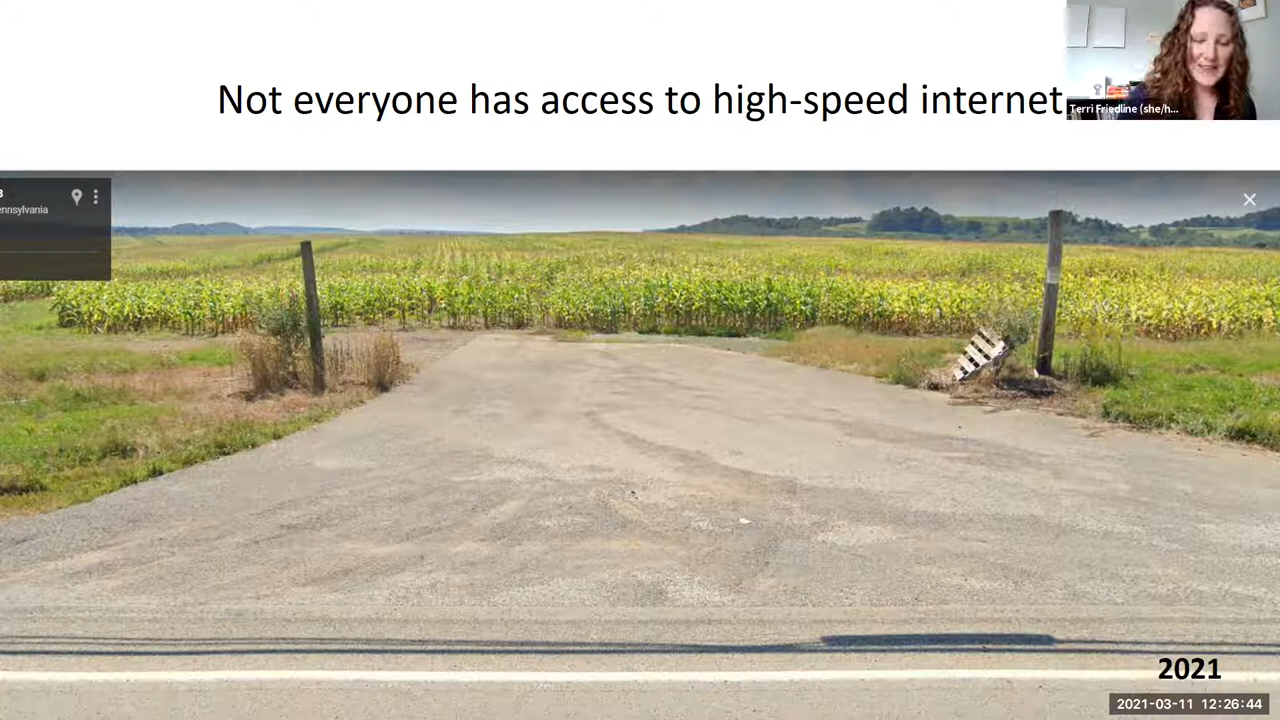 Not everyone has access to high-speed internet
Terri Friedline (she/h...
3
ennsylvania
2021
2021-03-11 12:26:44